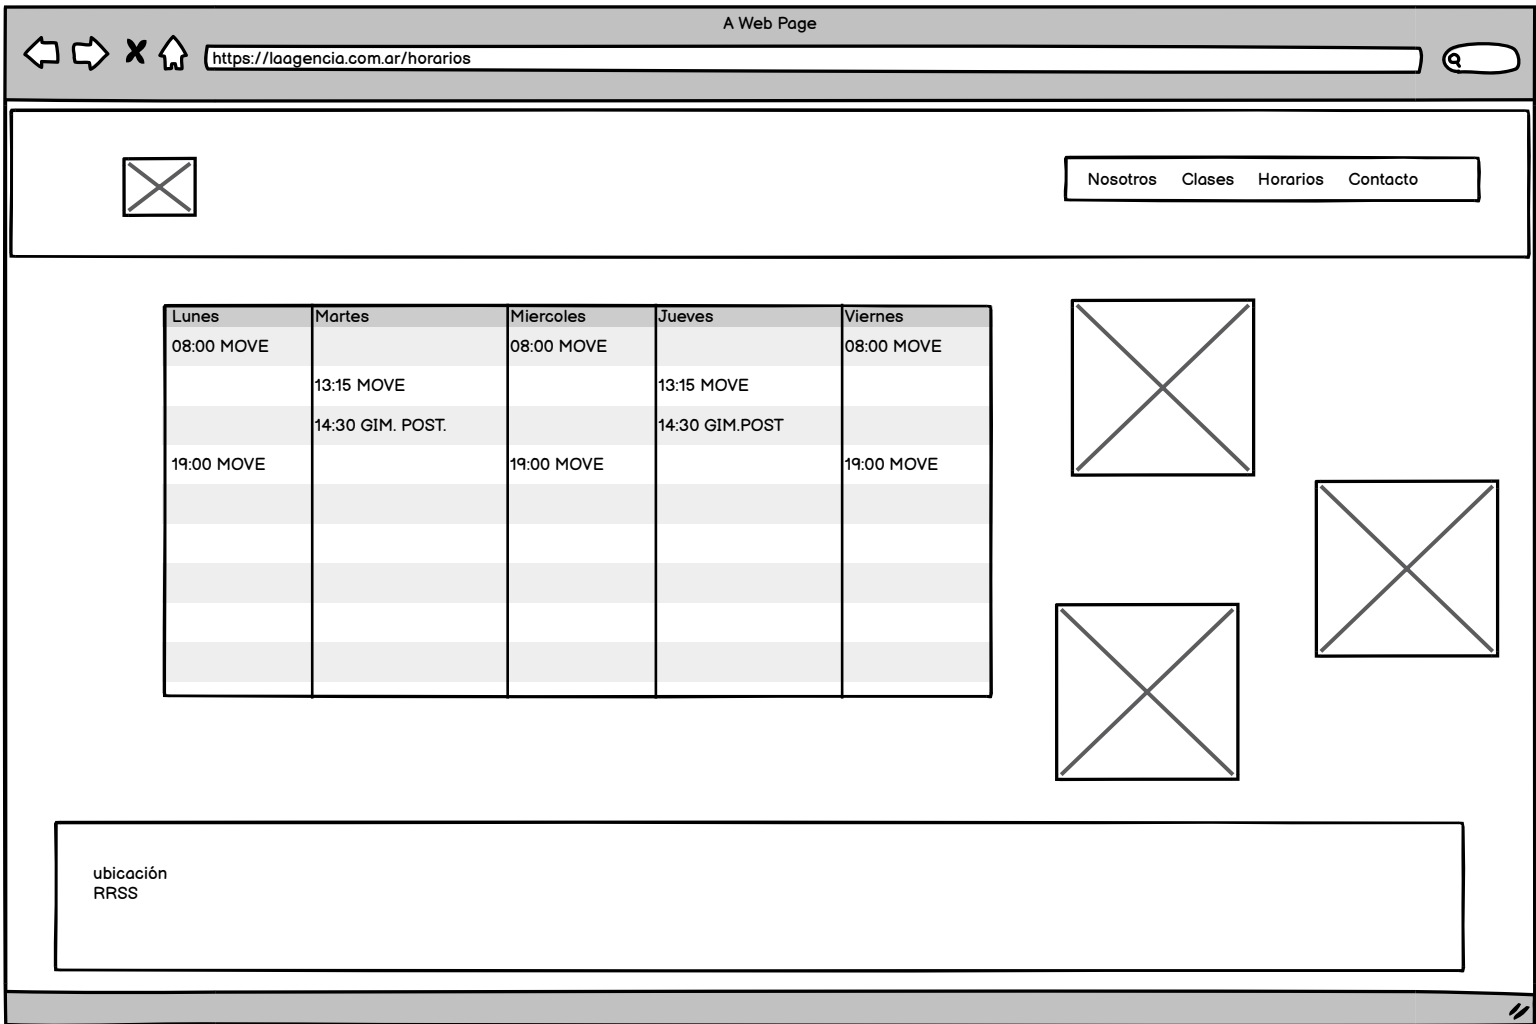 A Web Page
https://laagencia.com.ar/horarios
Nosotros Clases Horarios Contacto
Lunes Martes Miercoles Jueves Viernes
08:00 MOVE 08:00 MOVE 08:00 MOVE
13:15 MOVE 13:15 MOVE
14:30 GIM. POST. 14:30 GIM.POST
19:00 MOVE 19:00 MOVE 19:00 MOVE
ubicación
RRSS